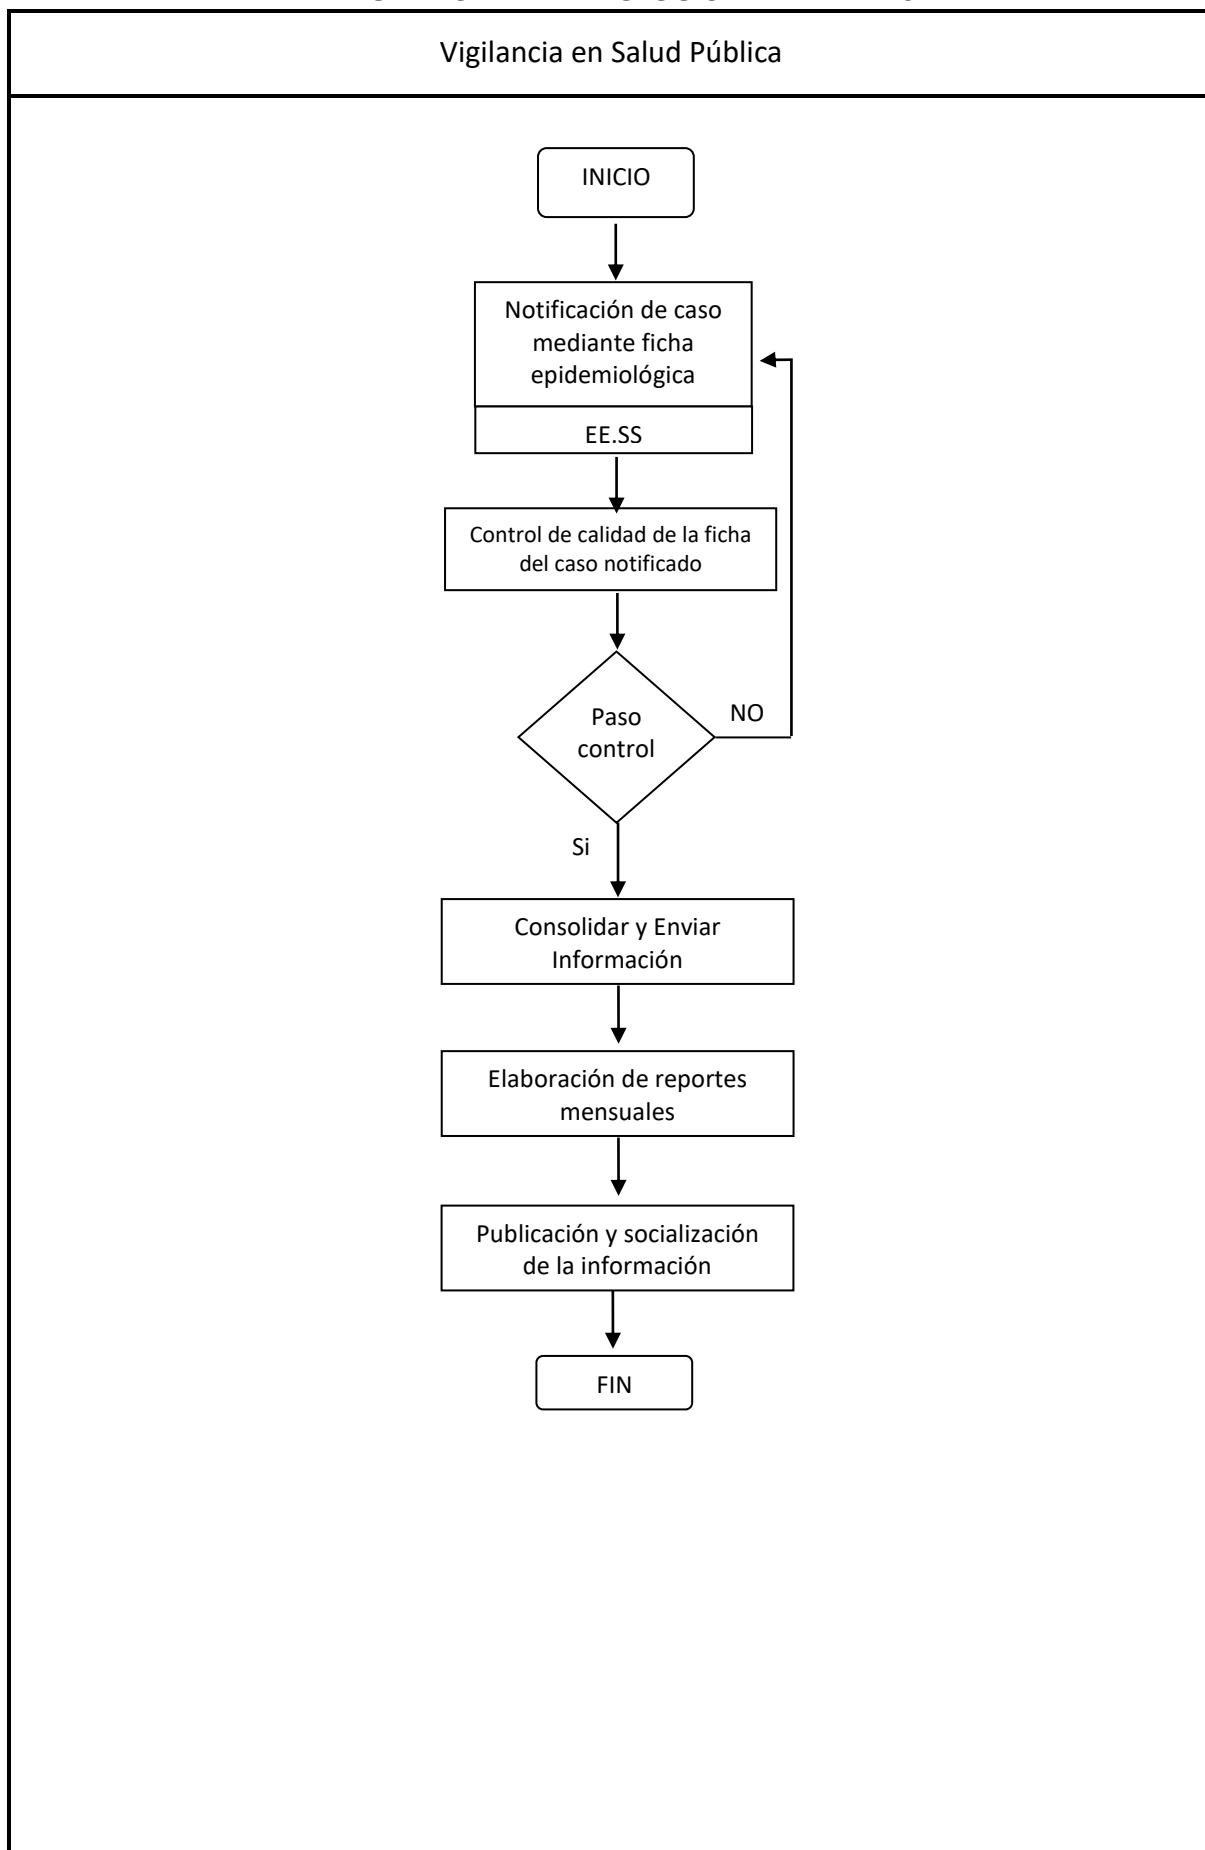 Vigilancia en Salud Pública
INICIO
Notificación de caso
mediante ficha
epidemiológica
EE.SS
Control de calidad de la ficha
del caso notificado
Paso
control
NO
Si
Consolidar y Enviar
Información
Elaboración de reportes
mensuales
Publicación y socialización
de la información
FIN